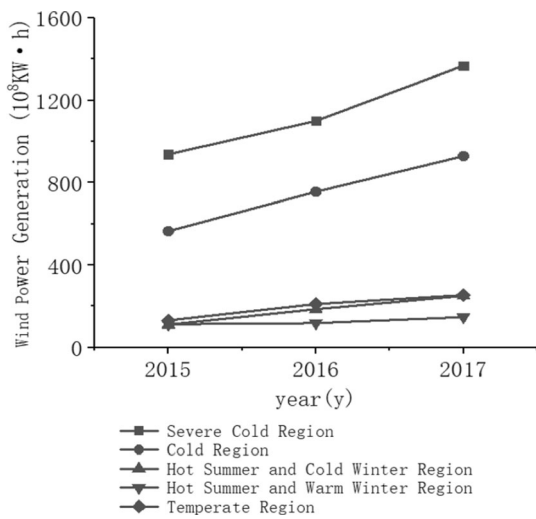 Wind Power Generation (10⁸KW·h)
1600
1200
800
400
0
2015 2016 2017
year(y)
Severe Cold Region
Cold Region
Hot Summer and Cold Winter Region
Hot Summer and Warm Winter Region
Temperate Region